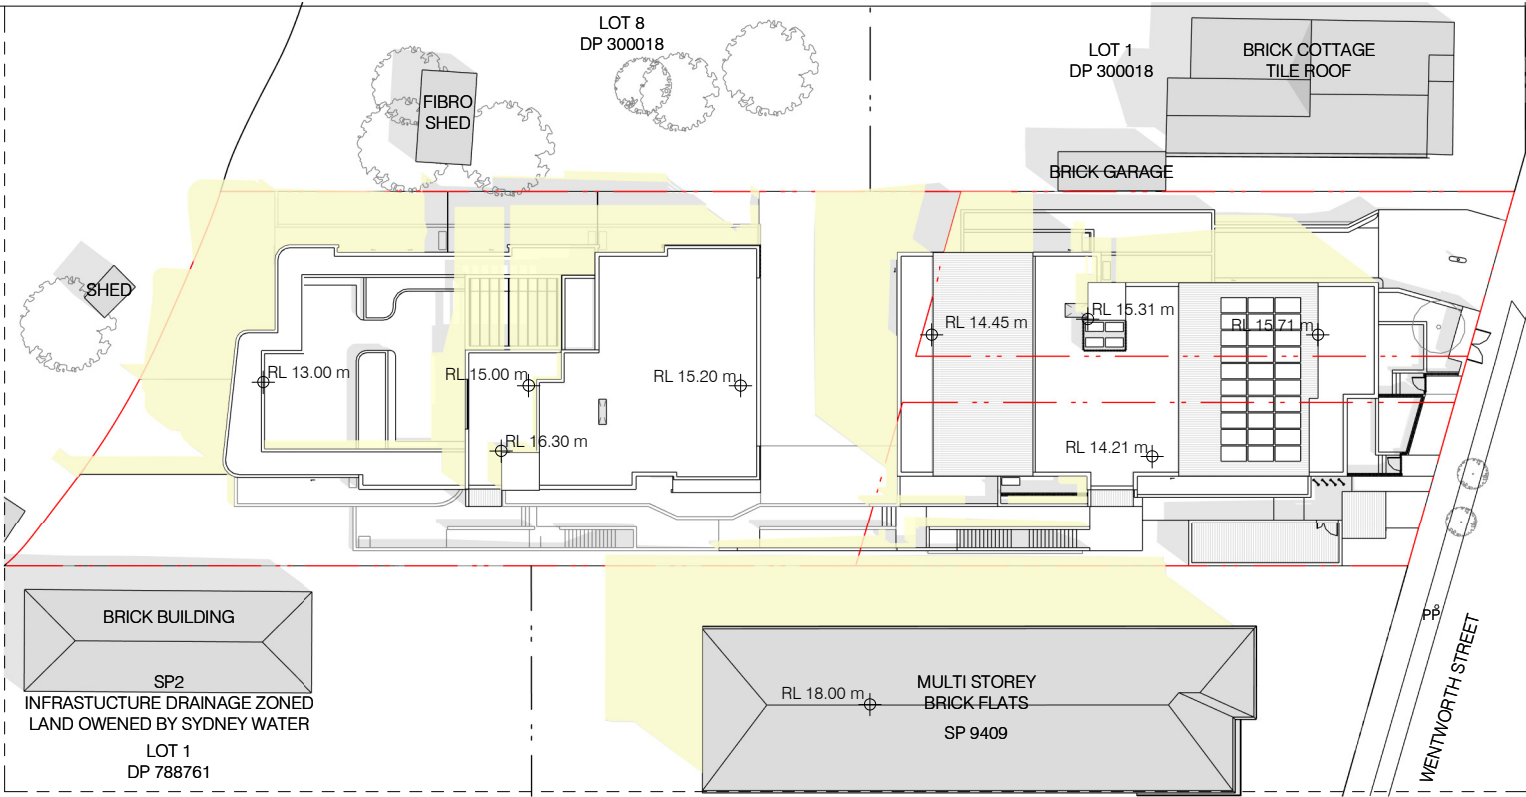 LOT 8
DP 300018
LOT 1
DP 300018
BRICK COTTAGE
TILE ROOF
FIBRO
SHED
BRICK GARAGE
SHED
RL 13.00 m
RL 15.00 m
RL 15.20 m
RL 16.30 m
RL 14.45 m
RL 15.31 m
RL 15.71 m
RL 14.21 m
BRICK BUILDING
SP2
INFRASTUCTURE DRAINAGE ZONED
LAND OWENED BY SYDNEY WATER
LOT 1
DP 788761
RL 18.00 m
MULTI STOREY
BRICK FLATS
SP 9409
PP
WENTWORTH STREET